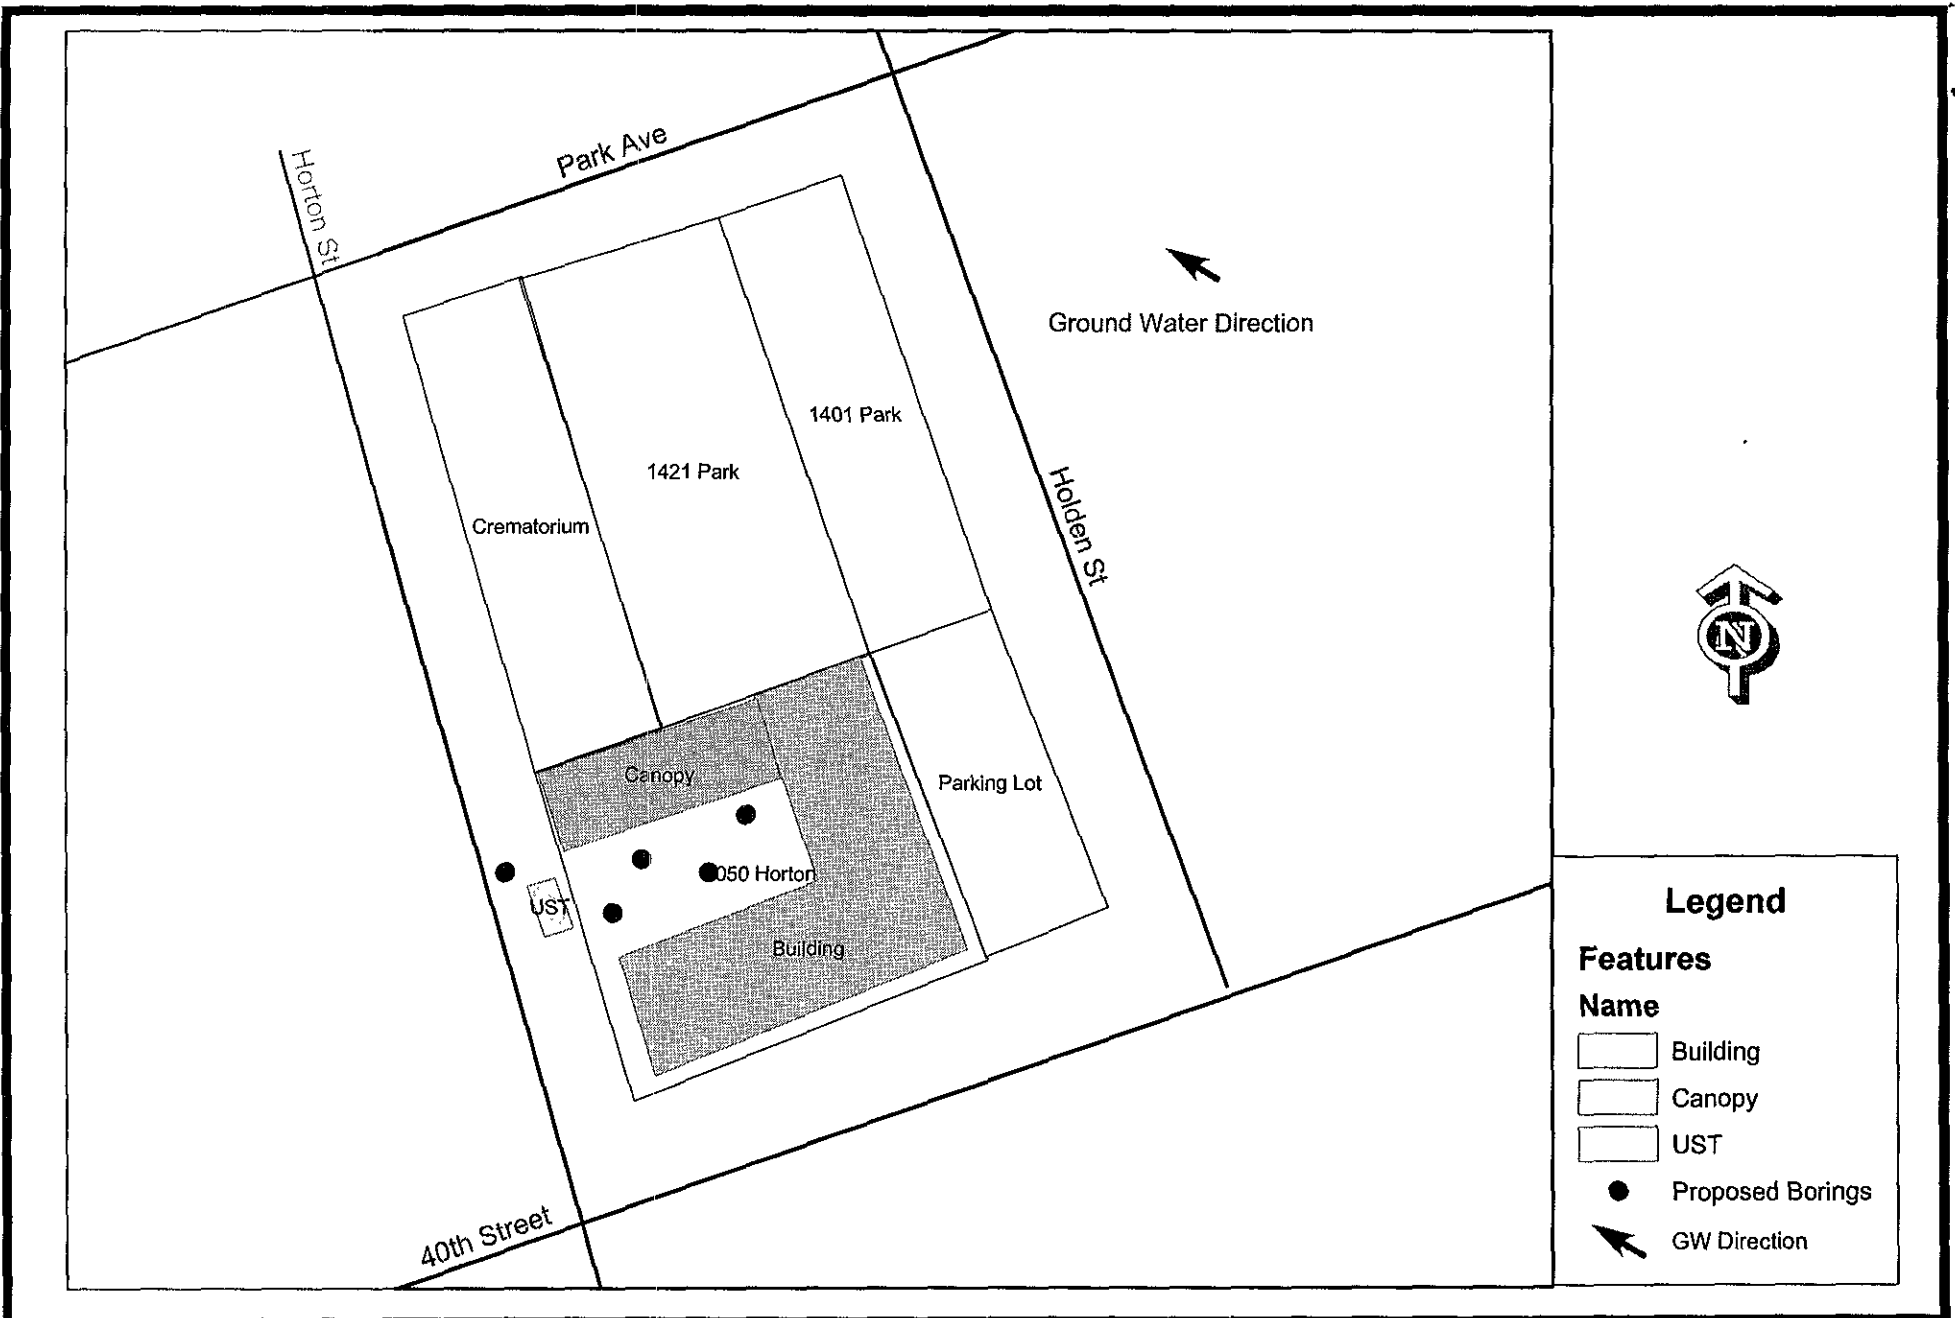 Park Ave
Horton St
Ground Water Direction
1401 Park
1421 Park
Crematorium
Holden St
N
Canopy
Parking Lot
050 Horton
UST
Building
40th Street
Legend
Features
Name
Building
Canopy
UST
Proposed Borings
GW Direction